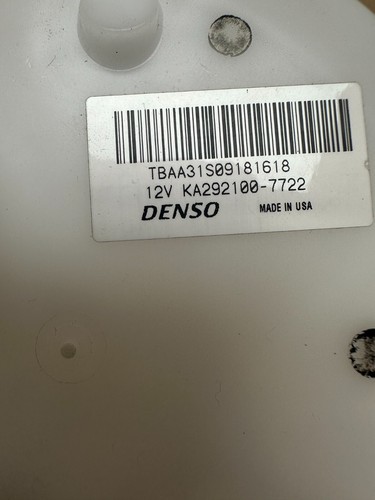 TBAA31S09181618
12V KA292100-7722
DENSO MADE IN USA